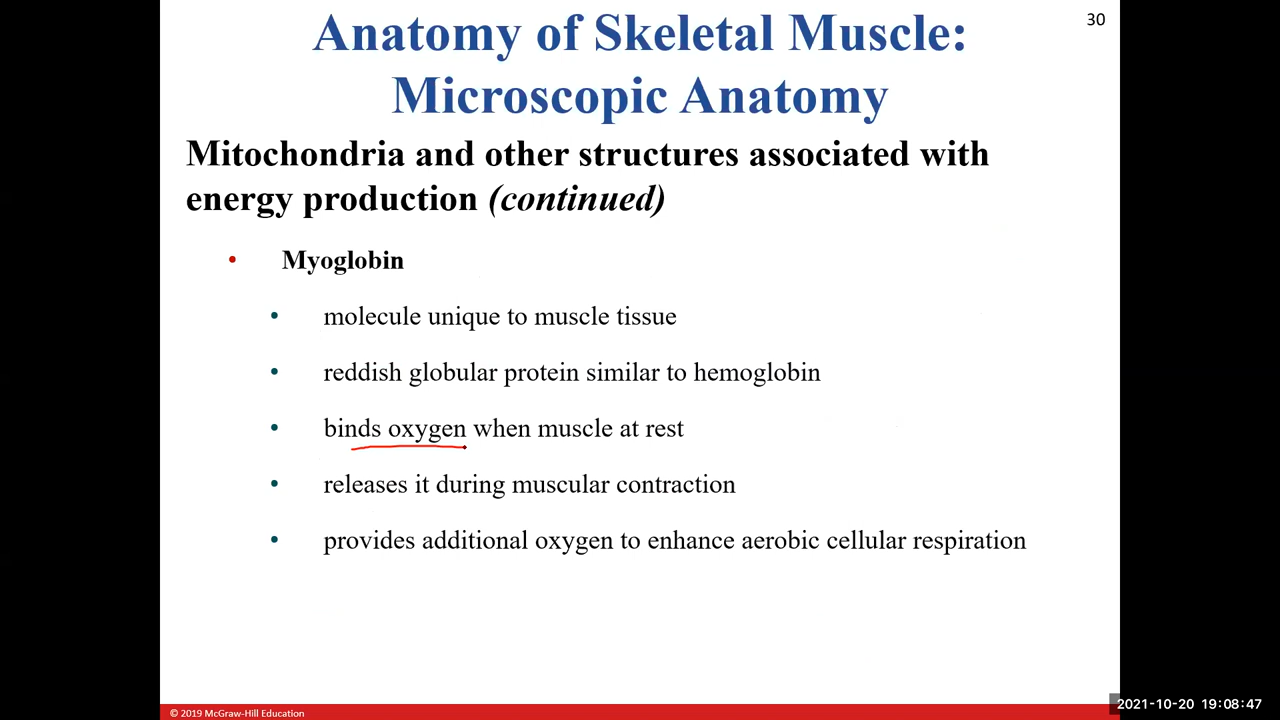 30
Anatomy of Skeletal Muscle:
Microscopic Anatomy
Mitochondria and other structures associated with
energy production (continued)
• Myoglobin
• molecule unique to muscle tissue
• reddish globular protein similar to hemoglobin
• binds oxygen when muscle at rest
• releases it during muscular contraction
• provides additional oxygen to enhance aerobic cellular respiration
© 2019 McGraw-Hill Education
2021-10-20 19:08:47